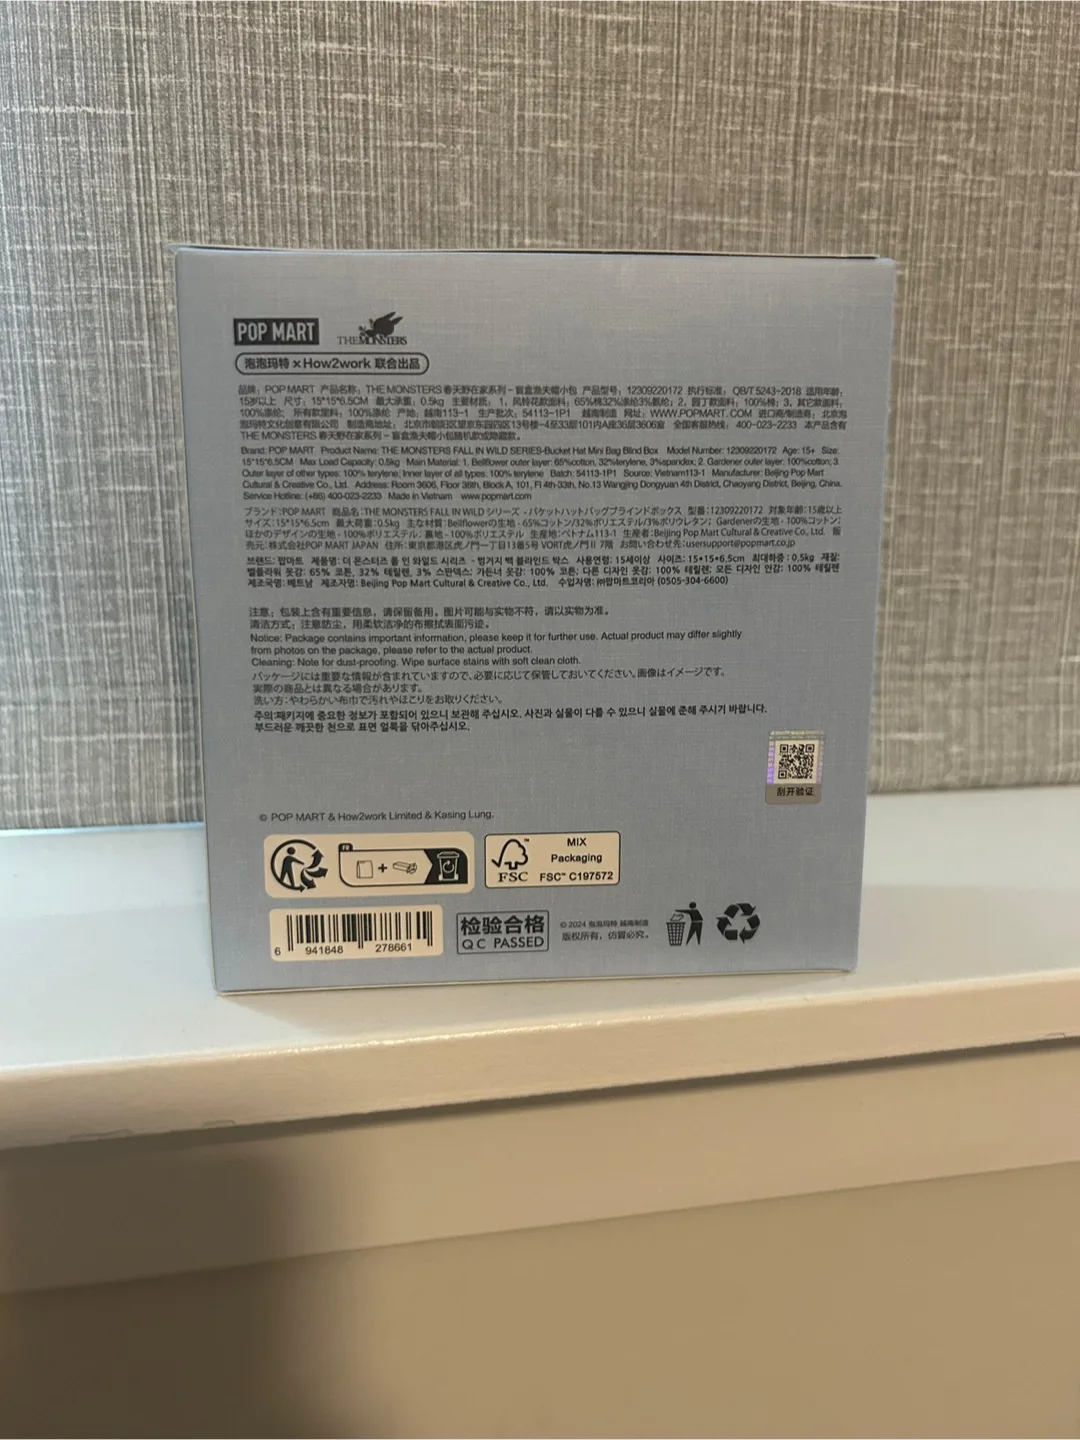 POP MART THE MONSTERS
泡泡玛特 × How2work 联合出品
品牌：POP MART 产品名称：THE MONSTERS 春天野在家系列－盲盒渔夫帽小包 产品型号：12309220172 执行标准：QB/T 5243-2018 适用年龄：
15岁以上 尺寸：15*15*6.5CM 最大承重：0.5kg 主要材质：1、风铃花款面料：65%棉32%涤纶3%氨纶；2、园丁款面料：100%棉；3、其它款面料：
100%涤纶；所有款里料：100%涤纶 产地：越南113-1 生产批次：54113-1P1 越南制造 网址：WWW.POPMART.COM 进口商/制造商：北京泡
泡玛特文化创意有限公司 制造商地址：北京市朝阳区望京东园四区13号楼-4至33层101内A座36层3606室 全国客服热线：400-023-2233 本产品含有
THE MONSTERS 春天野在家系列－盲盒渔夫帽小包随机款或隐藏款。
Brand: POP MART Product Name: THE MONSTERS FALL IN WILD SERIES-Bucket Hat Mini Bag Blind Box Model Number: 12309220172 Age: 15+ Size:
15*15*6.5CM Max Load Capacity: 0.5kg Main Material: 1. Bellflower outer layer: 65%cotton, 32%terylene, 3%spandex; 2. Gardener outer layer: 100%cotton; 3.
Outer layer of other types: 100% terylene; Inner layer of all types: 100% terylene Batch: 54113-1P1 Source: Vietnam113-1 Manufacturer: Beijing Pop Mart
Cultural & Creative Co., Ltd. Address: Room 3606, Floor 36th, Block A, 101, Fl 4th-33th, No.13 Wangjing Dongyuan 4th District, Chaoyang District, Beijing, China.
Service Hotline: (+86) 400-023-2233 Made in Vietnam www.popmart.com
ブランド:POP MART 商品名:THE MONSTERS FALL IN WILD シリーズ - バケットハットバッグブラインドボックス 型番:12309220172 対象年齢:15歳以上
サイズ:15*15*6.5cm 最大荷重:0.5kg 主な材質:Bellflowerの生地 - 65%コットン/32%ポリエステル/3%ポリウレタン; Gardenerの生地 - 100%コットン;
ほかのデザインの生地 - 100%ポリエステル; 裏地 - 100%ポリエステル 生産地:ベトナム113-1 生産者:Beijing Pop Mart Cultural & Creative Co., Ltd. 販
売元:株式会社POP MART JAPAN 住所:東京都港区虎ノ門一丁目13番5号 VORT虎ノ門 II 7階 お問い合わせ先:usersupport@popmart.co.jp
브랜드: 팝마트 제품명: 더 몬스터즈 폴 인 와일드 시리즈 - 벙거지 백 블라인드 박스 사용연령: 15세이상 사이즈: 15*15*6.5cm 최대하중: 0.5kg 재질:
벨플라워 옷감: 65% 코튼, 32% 테릴렌, 3% 스판덱스; 가든너 옷감: 100% 코튼; 다른 디자인 옷감: 100% 테릴렌; 모든 디자인 안감: 100% 테릴렌
제조국명: 베트남 제조자명: Beijing Pop Mart Cultural & Creative Co., Ltd. 수입자명: ㈜팝마트코리아 (0505-304-6600)
注意：包装上含有重要信息，请保留备用。图片可能与实物不符，请以实物为准。
清洁方式：注意防尘，用柔软洁净的布擦拭表面污迹。
Notice: Package contains important information, please keep it for further use. Actual product may differ slightly
from photos on the package, please refer to the actual product.
Cleaning: Note for dust-proofing. Wipe surface stains with soft clean cloth.
パッケージには重要な情報が含まれていますので、必要に応じて保管しておいてください。画像はイメージです。
実際の商品とは異なる場合があります。
洗い方:やわらかい布巾で汚れやほこりをお取りください。
주의:패키지에 중요한 정보가 포함되어 있으니 보관해 주십시오. 사진과 실물이 다를 수 있으니 실물에 준해 주시기 바랍니다.
부드러운 깨끗한 천으로 표면 얼룩을 닦아주십시오.
刮开验证
© POP MART & How2work Limited & Kasing Lung.
FR
FSC™
MIX
Packaging
FSC™ C197572
6 941848 278661
检验合格
QC PASSED
© 2024 泡泡玛特 越南制造
版权所有，仿冒必究。